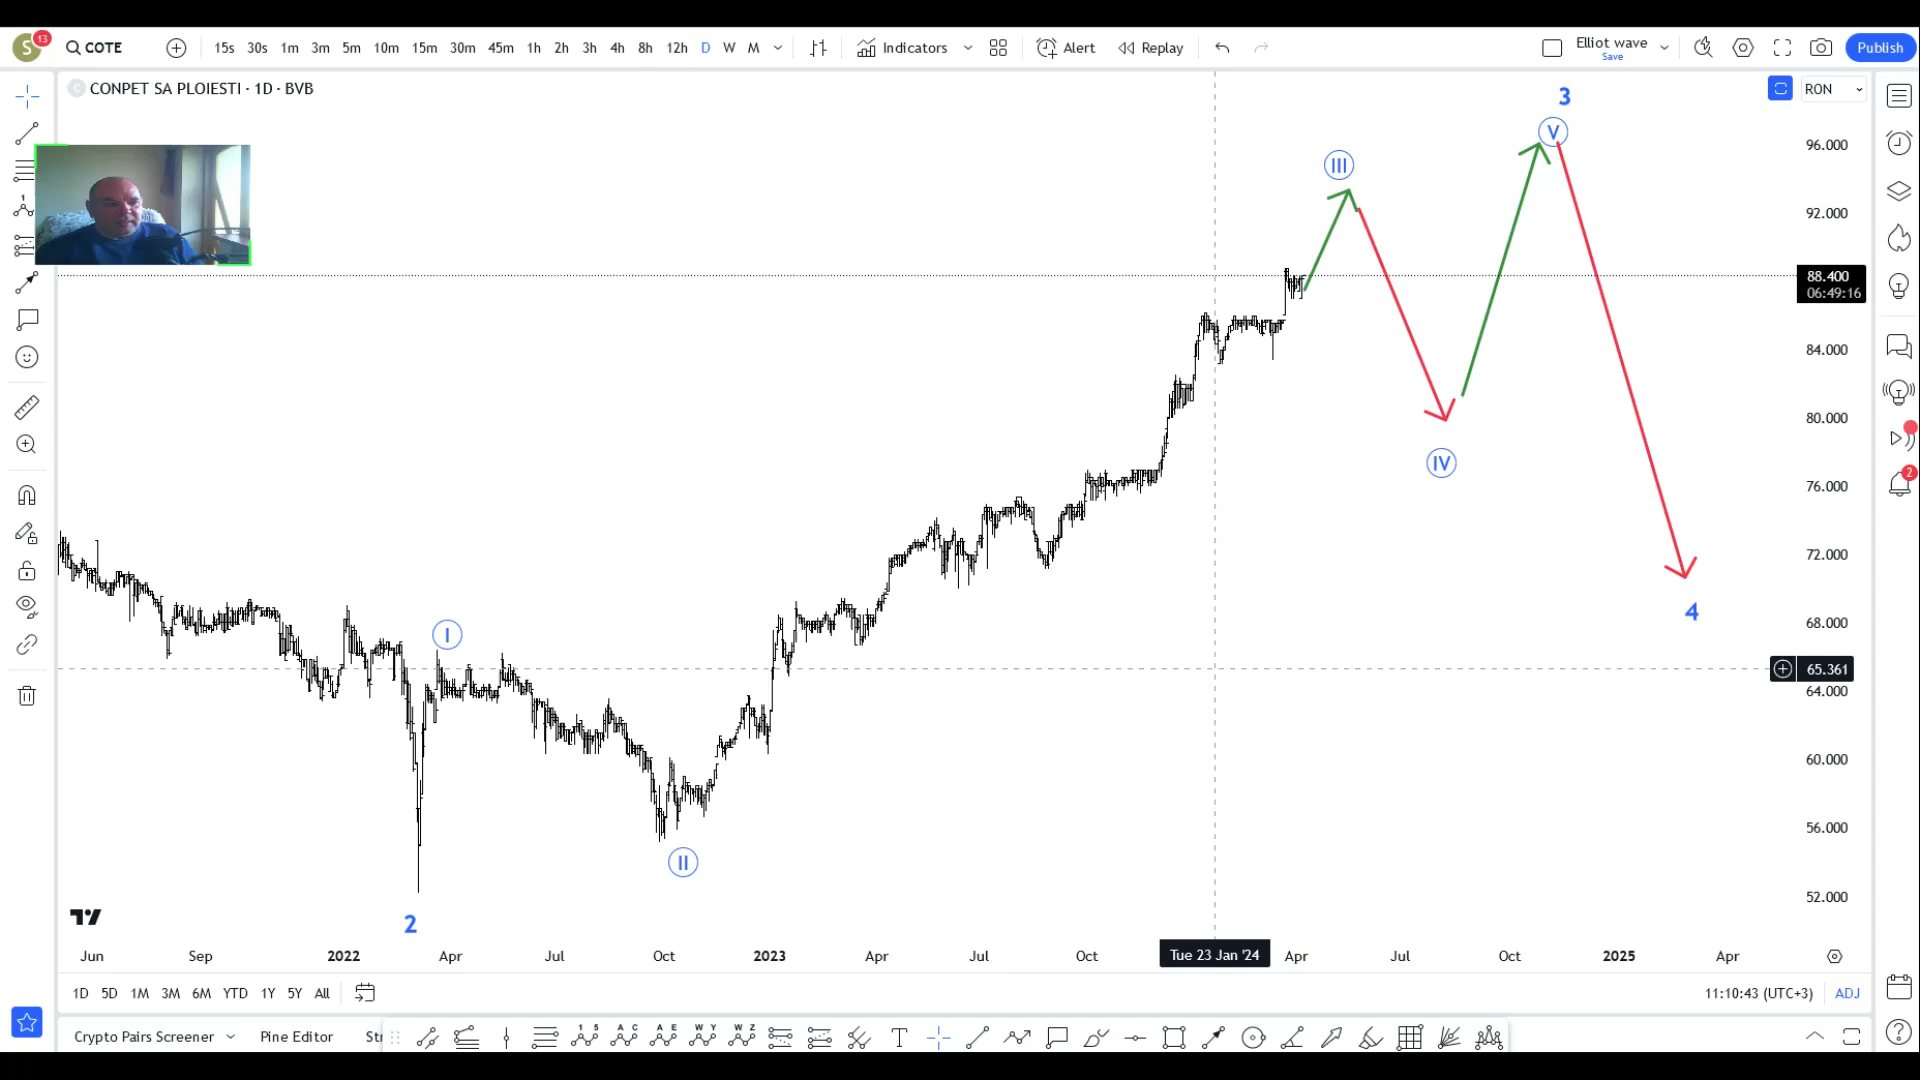 S 13 COTE 15s 30s 1m 3m 5m 10m 15m 30m 45m 1h 2h 3h 4h 8h 12h D W M Indicators Alert Replay Elliot wave Save Publish
CONPET SA PLOIESTI · 1D · BVB RON
3
V
96.000
III
92.000
88.400
06:49:16
84.000
80.000
IV
76.000
72.000
4
68.000
I
65.361
64.000
60.000
56.000
II
52.000
2
Jun Sep 2022 Apr Jul Oct 2023 Apr Jul Oct Tue 23 Jan '24 Apr Jul Oct 2025 Apr
1D 5D 1M 3M 6M YTD 1Y 5Y All 11:10:43 (UTC+3) ADJ
Crypto Pairs Screener Pine Editor St
2